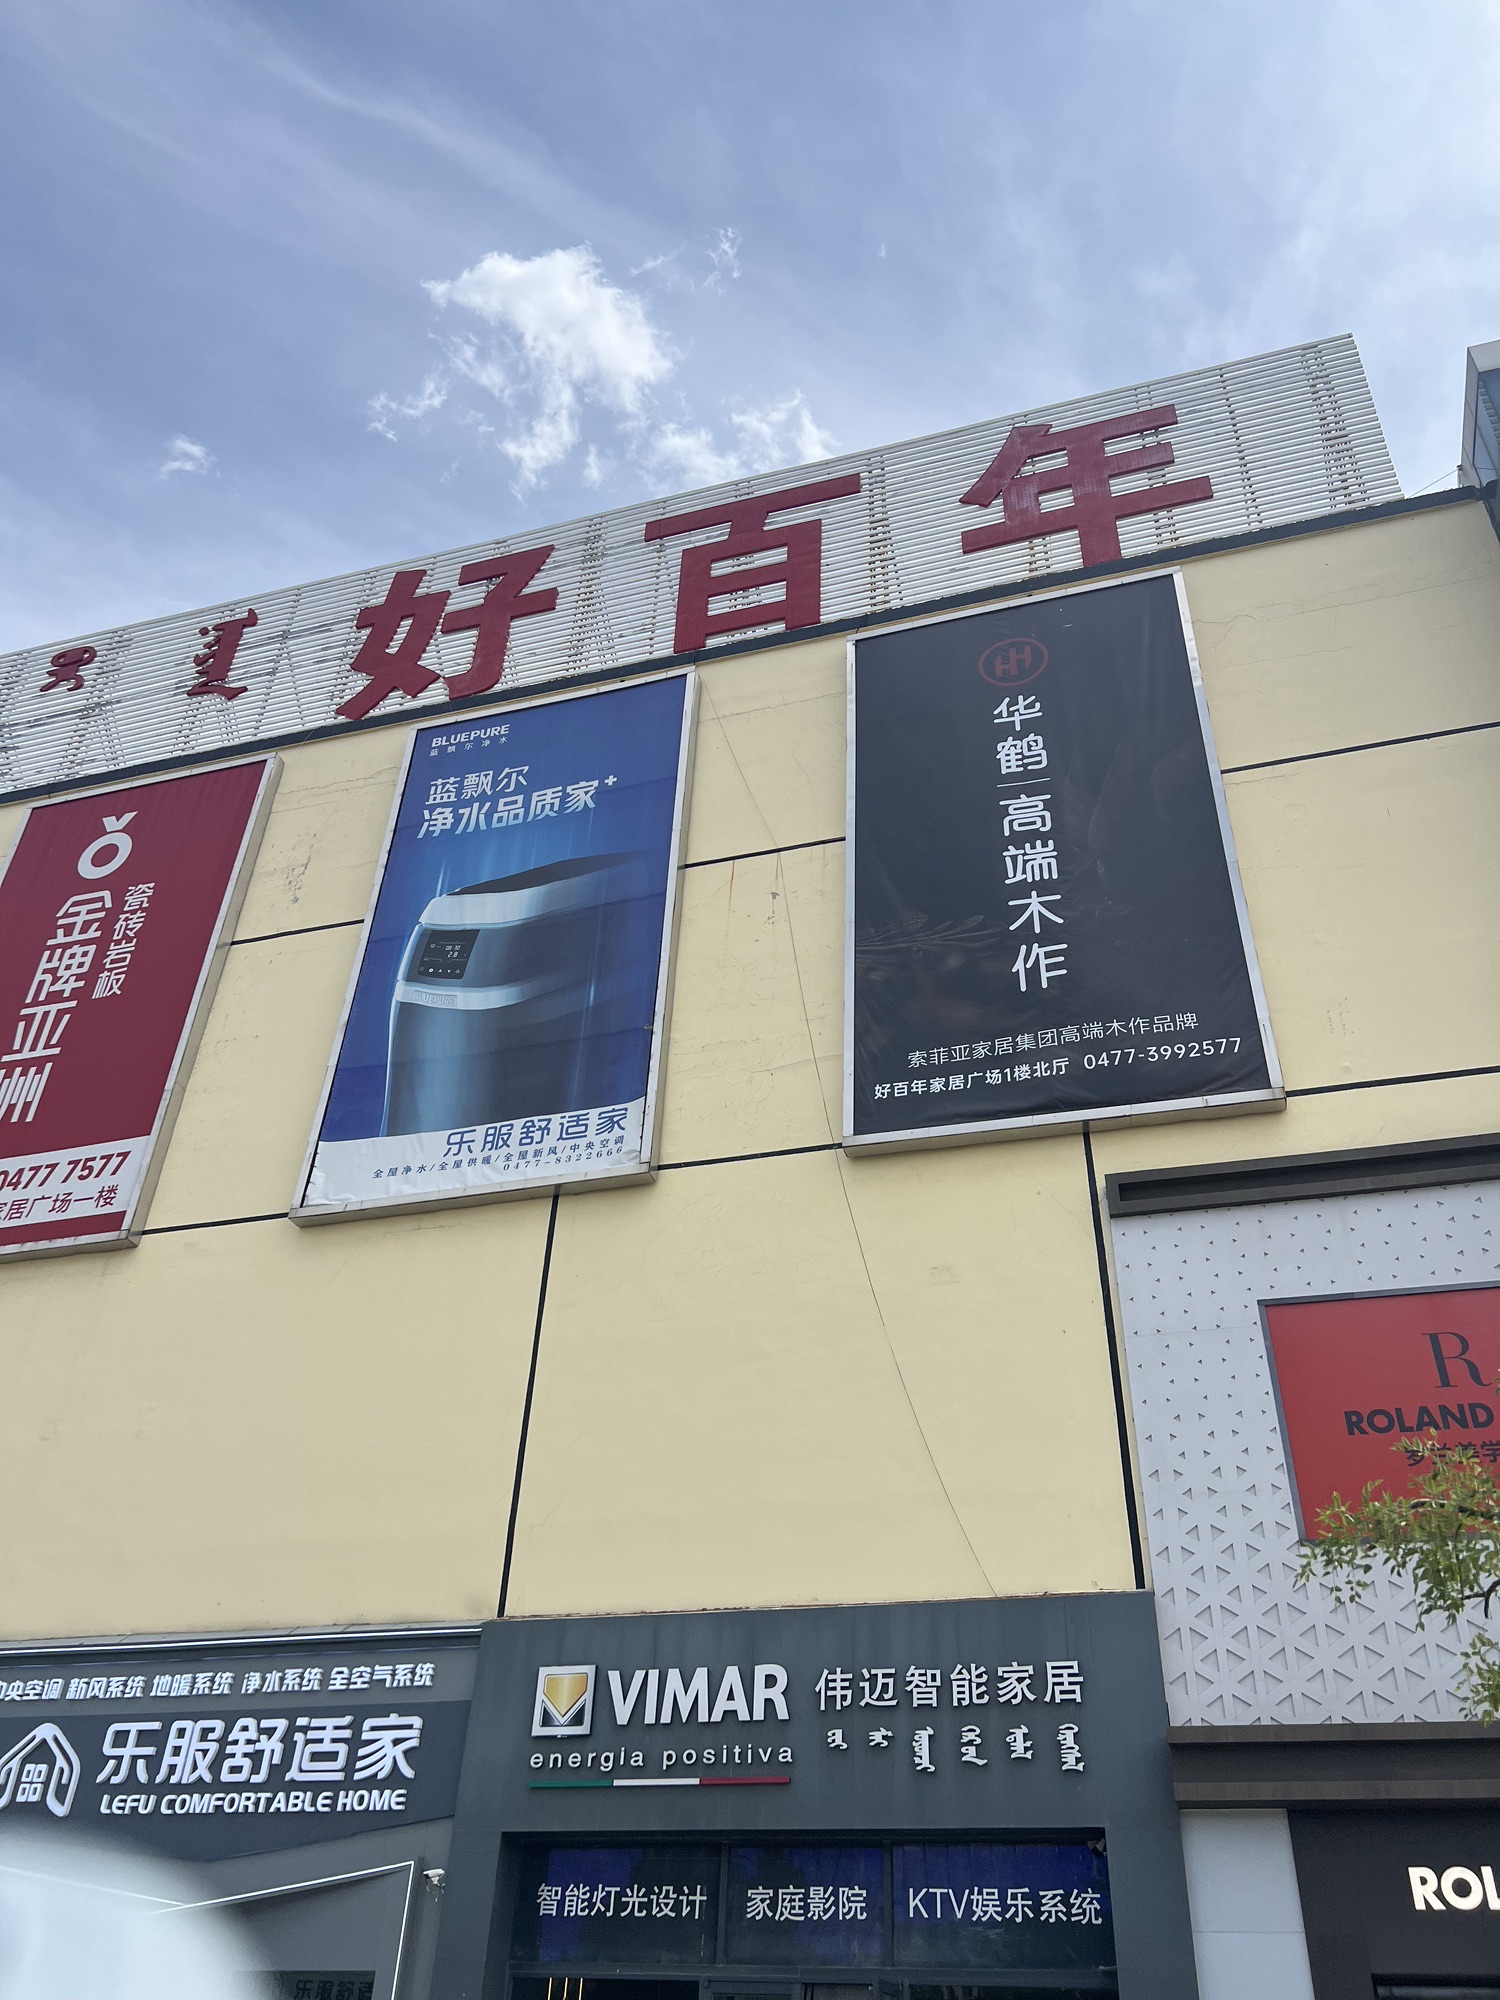 好百年
金牌亚洲
瓷砖岩板
0477 7577
家居广场一楼
BLUEPURE
蓝飘尔净水
蓝飘尔
净水品质家+
BLUEPURE
乐服舒适家
全屋净水/全屋供暖/全屋新风/中央空调
0477-8322666
华鹤|高端木作
索菲亚家居集团高端木作品牌
好百年家居广场1楼北厅 0477-3992577
R
ROLAND
中央空调 新风系统 地暖系统 净水系统 全空气系统
乐服舒适家
LEFU COMFORTABLE HOME
VIMAR 伟迈智能家居
energia positiva
智能灯光设计 家庭影院 KTV娱乐系统
ROL
乐服舒适